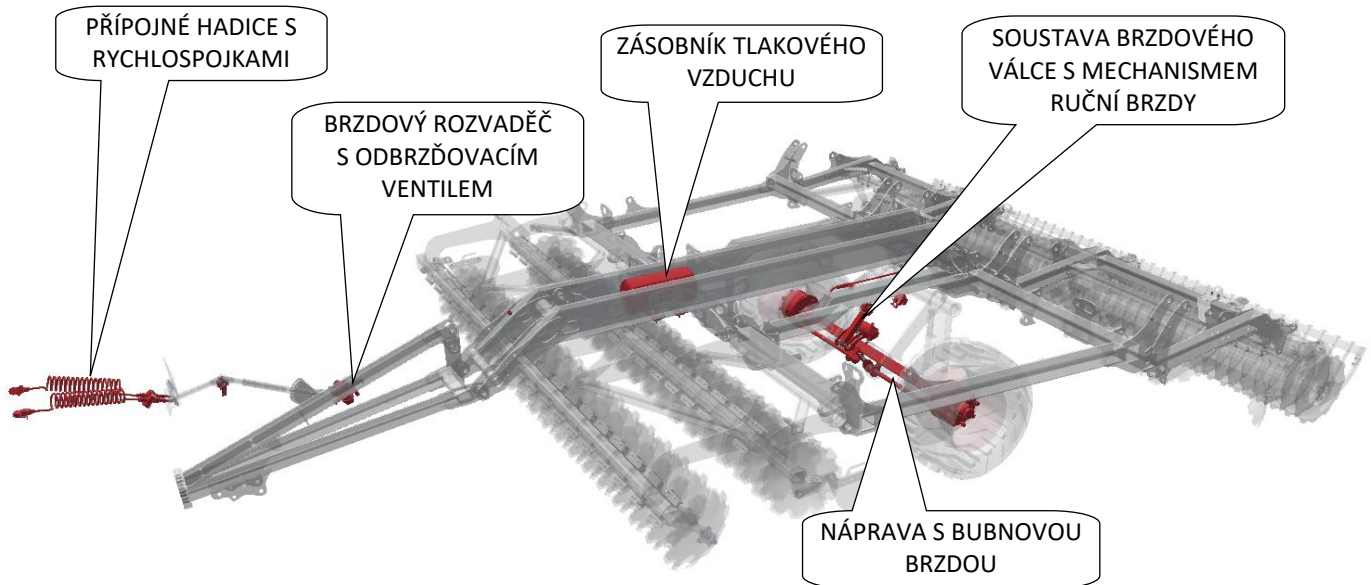 PŘÍPOJNÉ HADICE S
RYCHLOSPOJKAMI
BRZDOVÝ ROZVADĚČ
S ODBRZĎOVACÍM
VENTILEM
ZÁSOBNÍK TLAKOVÉHO
VZDUCHU
SOUSTAVA BRZDOVÉHO
VÁLCE S MECHANISMEM
RUČNÍ BRZDY
NÁPRAVA S BUBNOVOU
BRZDOU